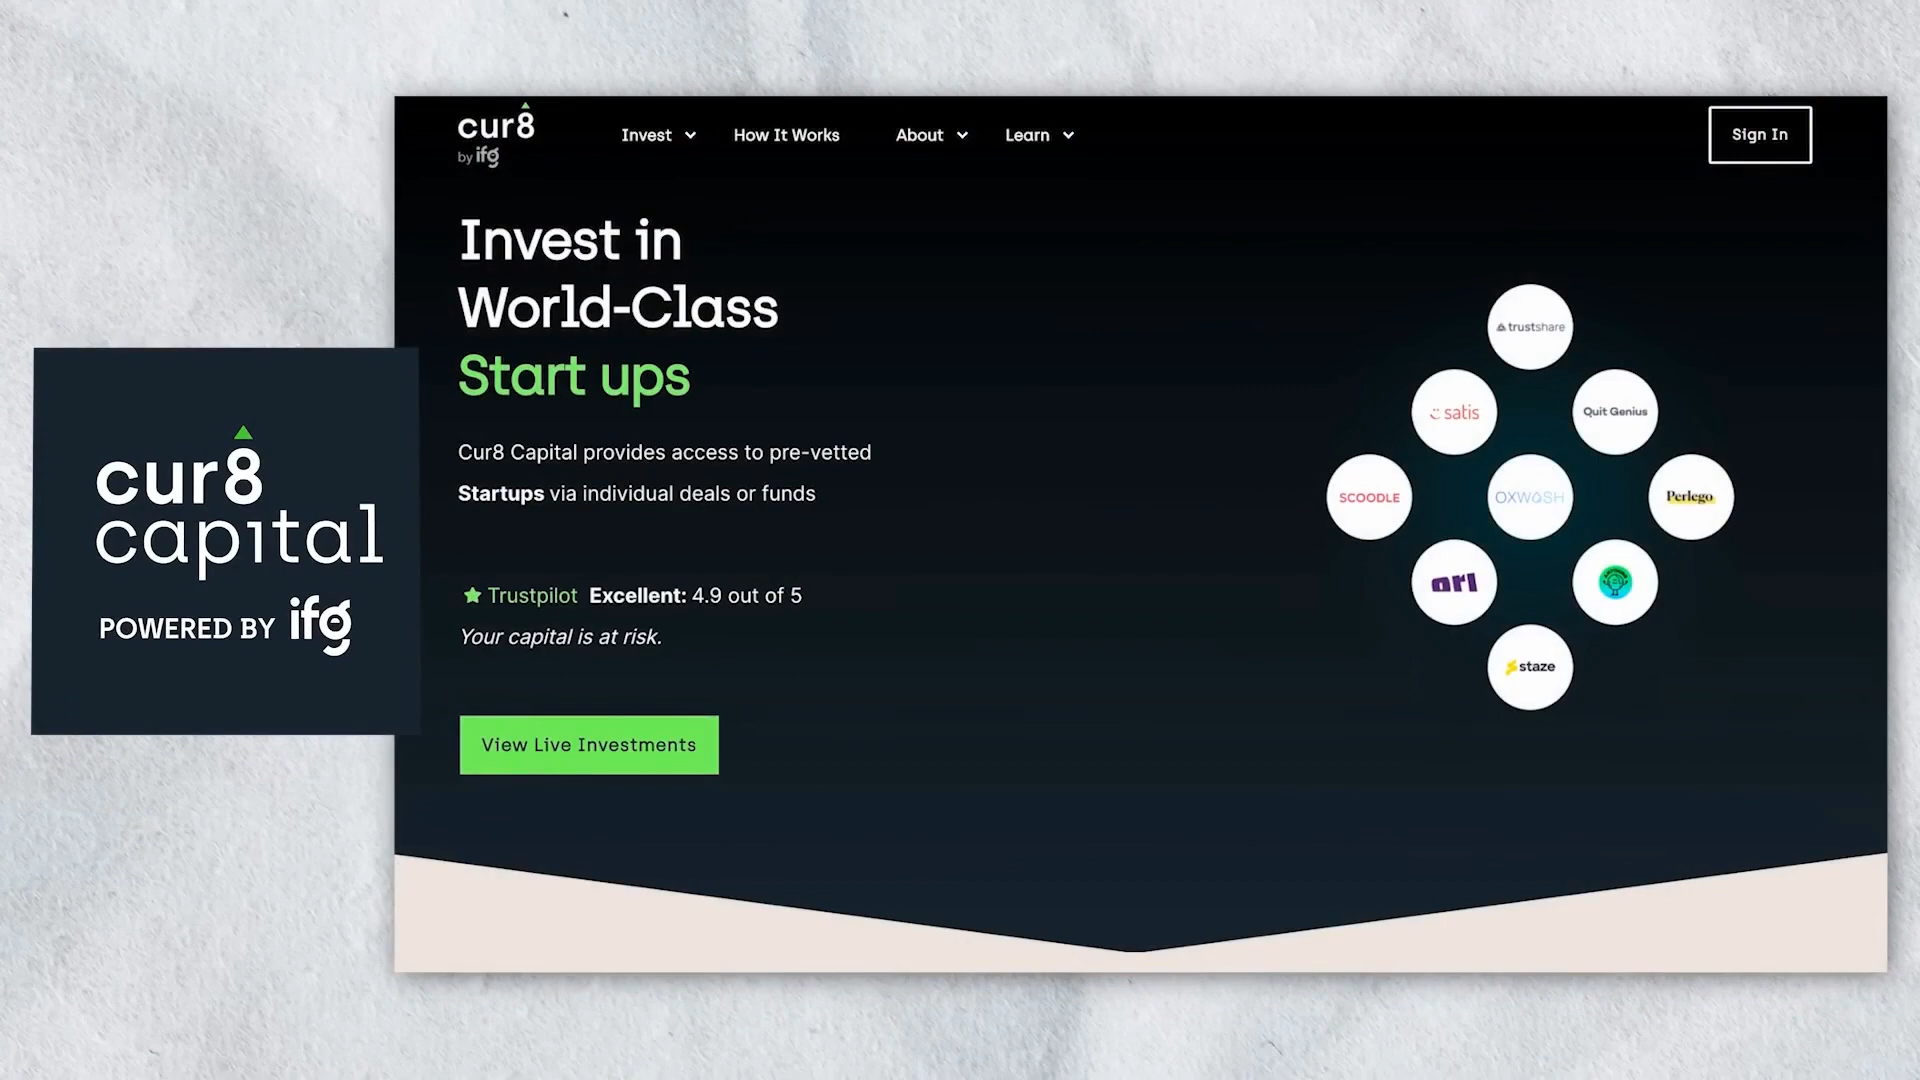 cur8
capital
POWERED BY ifg
cur8
by ifg
Invest
How It Works
About
Learn
Sign In
Invest in
World-Class
Start ups
Cur8 Capital provides access to pre-vetted
Startups via individual deals or funds
Trustpilot Excellent: 4.9 out of 5
Your capital is at risk.
View Live Investments
trustshare
satis
Quit Genius
SCOODLE
OXWASH
Perlego
arl
staze